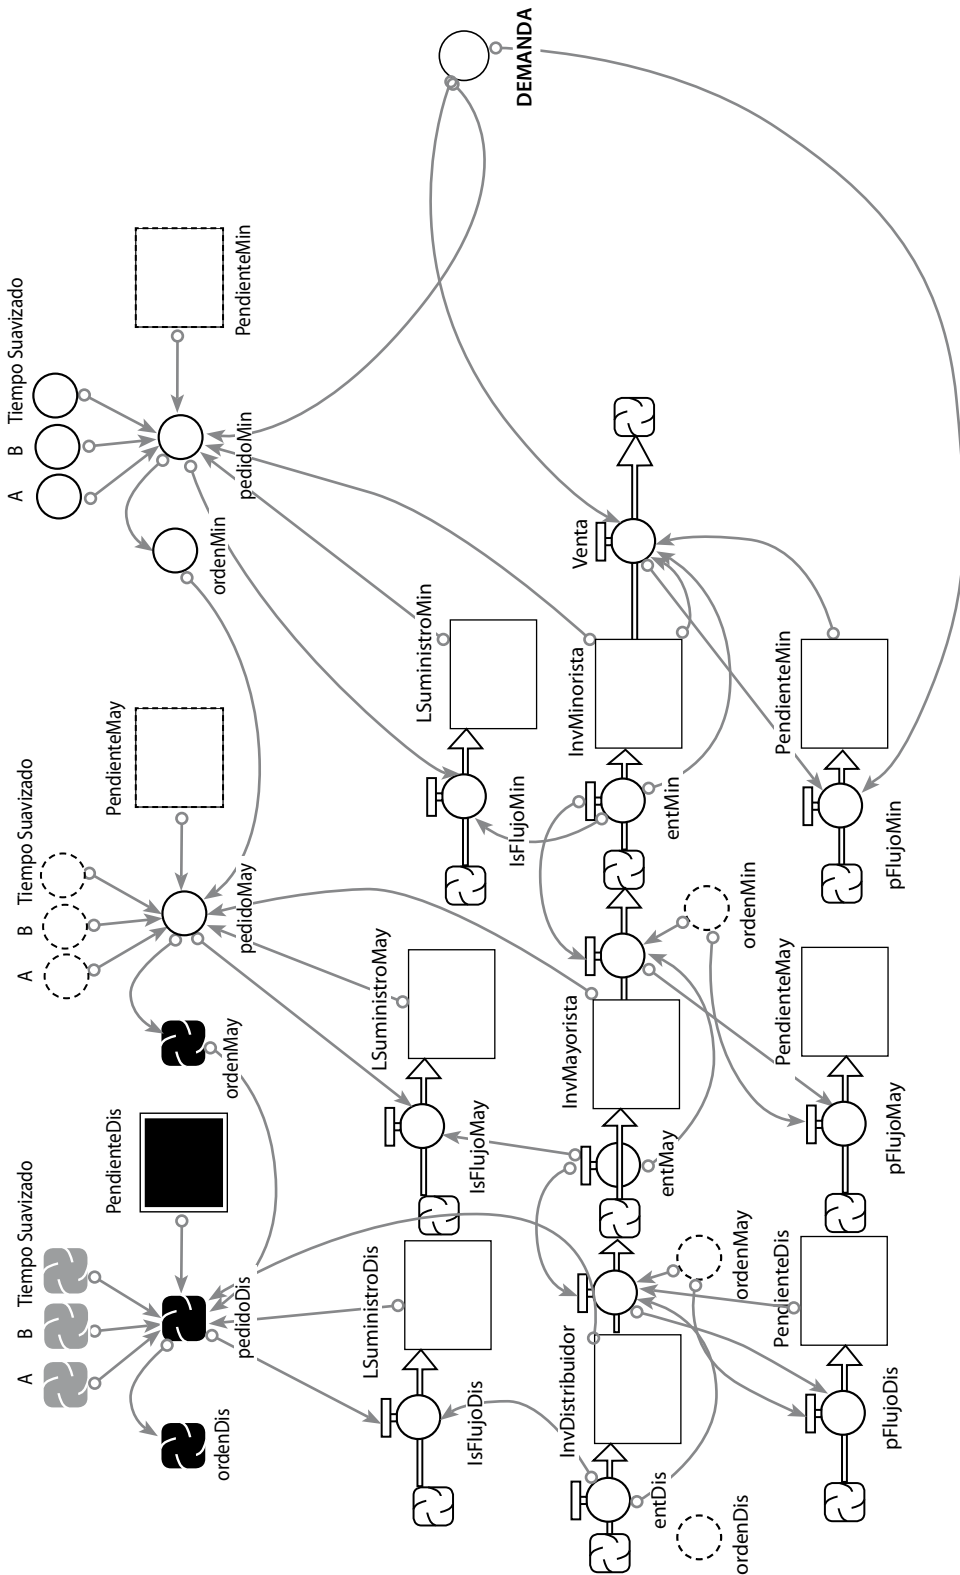 A
B
Tiempo Suavizado
A
B
Tiempo Suavizado
A
B
Tiempo Suavizado
PendienteDis
PendienteMay
ordenDis
pedidoDis
ordenMay
pedidoMay
ordenMin
pedidoMin
PendienteMin
LSuministroDis
LSuministroMay
LSuministroMin
IsFlujoDis
IsFlujoMay
IsFlujoMin
DEMANDA
InvDistribuidor
InvMayorista
InvMinorista
Venta
entDis
entMay
entMin
ordenDis
ordenMay
ordenMin
PendienteDis
PendienteMay
PendienteMin
pFlujoDis
pFlujoMay
pFlujoMin